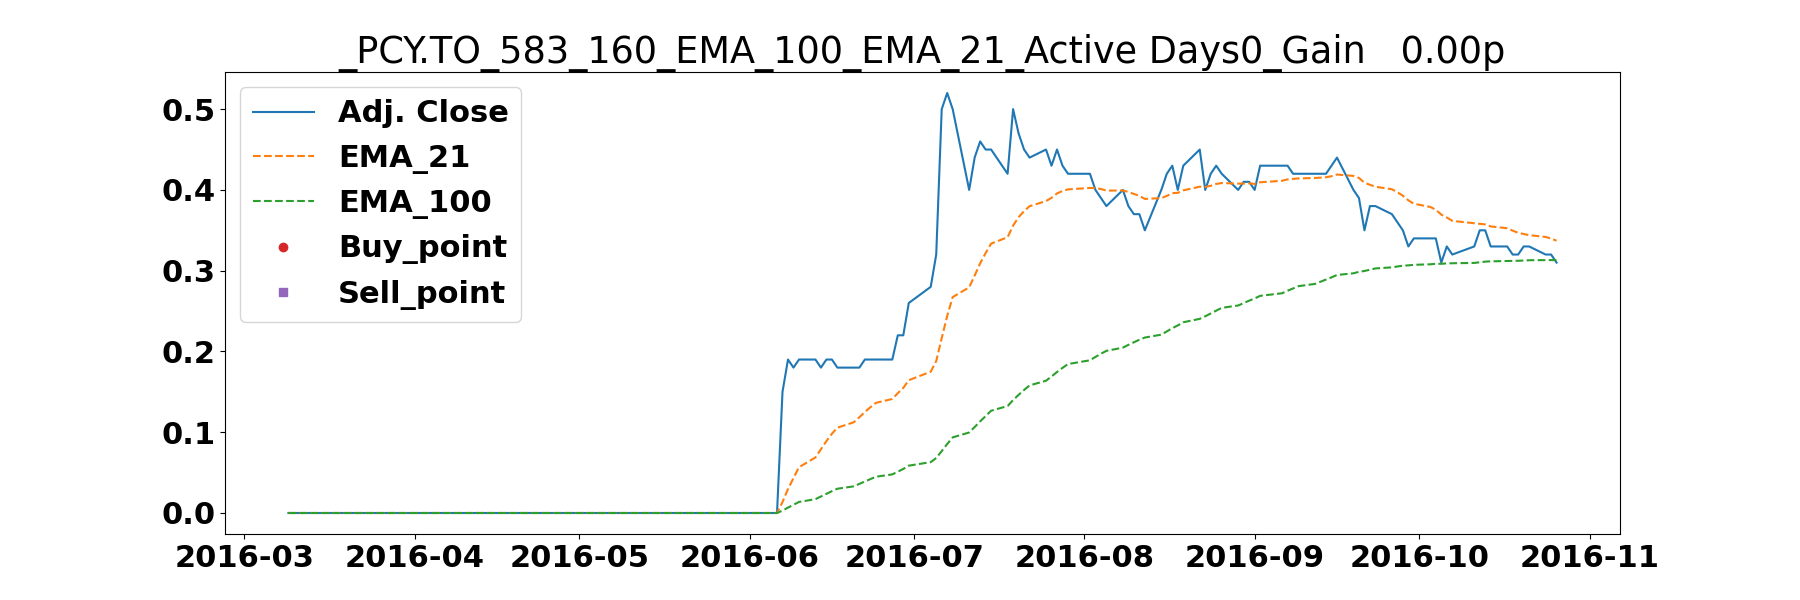 _PCY.TO_583_160_EMA_100_EMA_21_Active Days0_Gain   0.00p
Adj. Close
EMA_21
EMA_100
Buy_point
Sell_point
0.5
0.4
0.3
0.2
0.1
0.0
2016-03 2016-04 2016-05 2016-06 2016-07 2016-08 2016-09 2016-10 2016-11